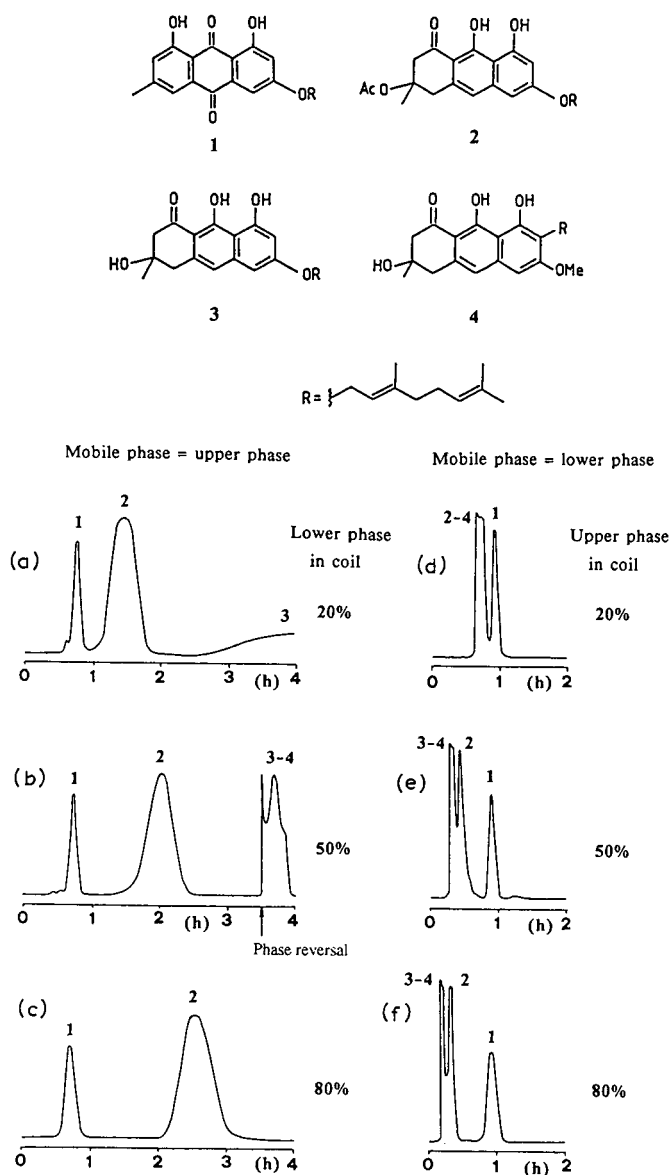 OH O OH
OR
1
O OH OH
AcO
OR
2
O OH OH
HO
OR
3
O OH OH
R
HO
OMe
4
R=
Mobile phase = upper phase
Mobile phase = lower phase
(a)
1
2
3
Lower phase
in coil
20%
0 1 2 3 (h) 4
(d)
2-4
1
Upper phase
in coil
20%
0 1 (h) 2
(b)
1
2
3-4
50%
0 1 2 (h) 3 4
Phase reversal
(e)
3-4
2
1
50%
0 1 (h) 2
(c)
1
2
80%
0 1 2 (h) 3 4
(f)
3-4
2
1
80%
0 1 (h) 2